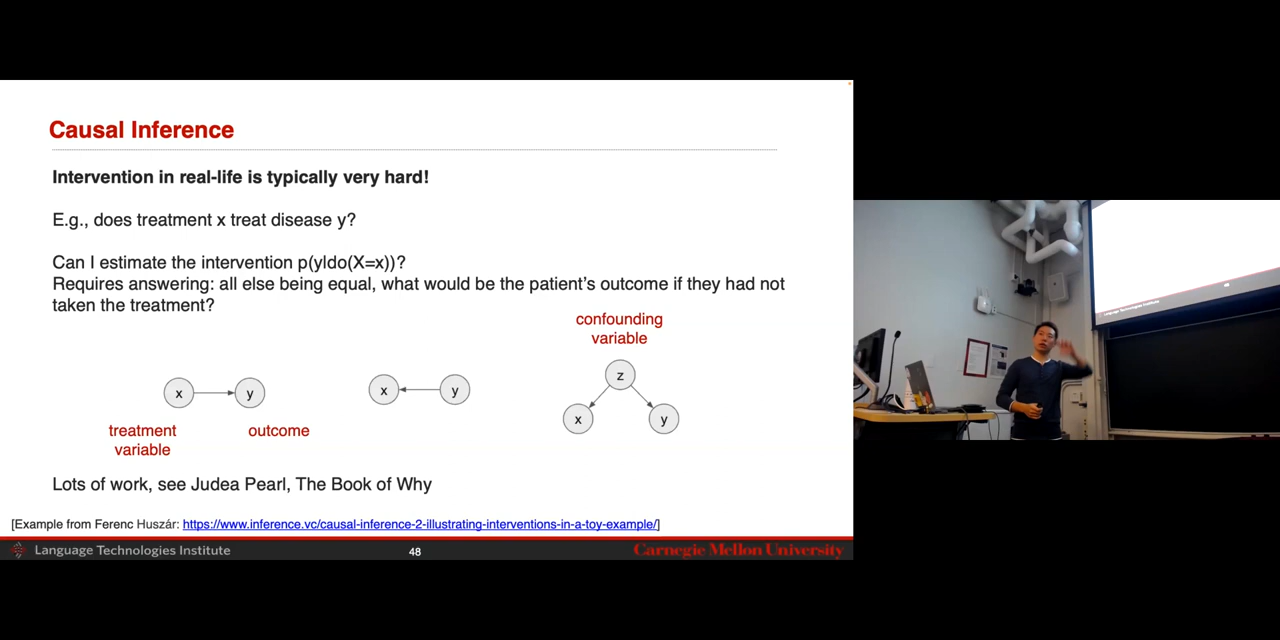 Causal Inference
Intervention in real-life is typically very hard!
E.g., does treatment x treat disease y?
Can I estimate the intervention p(y|do(X=x))?
Requires answering: all else being equal, what would be the patient's outcome if they had not
taken the treatment?
confounding
variable
z
x
y
x
y
x
y
treatment
variable
outcome
Lots of work, see Judea Pearl, The Book of Why
[Example from Ferenc Huszár: https://www.inference.vc/causal-inference-2-illustrating-interventions-in-a-toy-example/]
Language Technologies Institute
48
Carnegie Mellon University
Language Technologies Institute